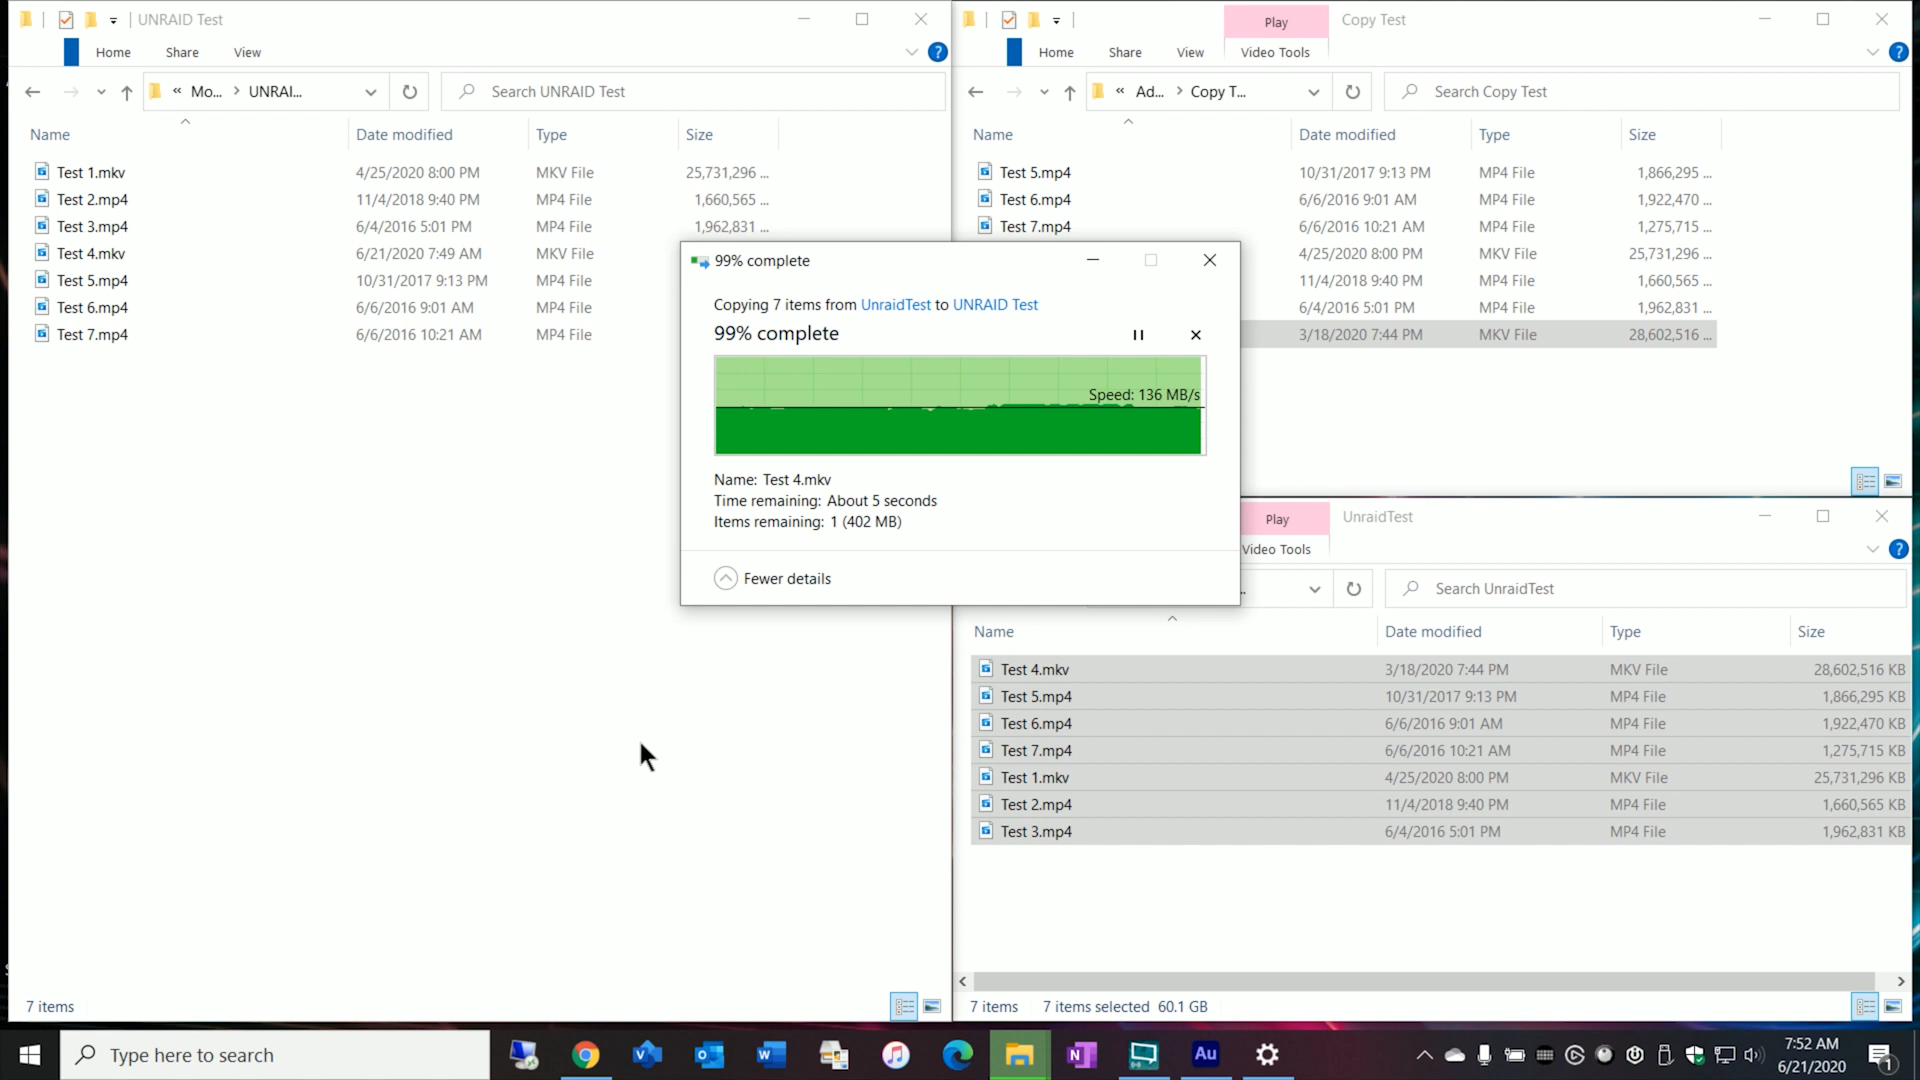 UNRAID Test
Home Share View
« Mo... > UNRAI...
Search UNRAID Test
Name Date modified Type Size
Test 1.mkv 4/25/2020 8:00 PM MKV File 25,731,296 ...
Test 2.mp4 11/4/2018 9:40 PM MP4 File 1,660,565 ...
Test 3.mp4 6/4/2016 5:01 PM MP4 File 1,962,831 ...
Test 4.mkv 6/21/2020 7:49 AM MKV File
Test 5.mp4 10/31/2017 9:13 PM MP4 File
Test 6.mp4 6/6/2016 9:01 AM MP4 File
Test 7.mp4 6/6/2016 10:21 AM MP4 File
7 items
Play Copy Test
Home Share View Video Tools
« Ad... > Copy T...
Search Copy Test
Name Date modified Type Size
Test 5.mp4 10/31/2017 9:13 PM MP4 File 1,866,295 ...
Test 6.mp4 6/6/2016 9:01 AM MP4 File 1,922,470 ...
Test 7.mp4 6/6/2016 10:21 AM MP4 File 1,275,715 ...
4/25/2020 8:00 PM MKV File 25,731,296 ...
11/4/2018 9:40 PM MP4 File 1,660,565 ...
6/4/2016 5:01 PM MP4 File 1,962,831 ...
3/18/2020 7:44 PM MKV File 28,602,516 ...
99% complete
Copying 7 items from UnraidTest to UNRAID Test
99% complete
Speed: 136 MB/s
Name: Test 4.mkv
Time remaining: About 5 seconds
Items remaining: 1 (402 MB)
Fewer details
Play UnraidTest
Video Tools
Search UnraidTest
Name Date modified Type Size
Test 4.mkv 3/18/2020 7:44 PM MKV File 28,602,516 KB
Test 5.mp4 10/31/2017 9:13 PM MP4 File 1,866,295 KB
Test 6.mp4 6/6/2016 9:01 AM MP4 File 1,922,470 KB
Test 7.mp4 6/6/2016 10:21 AM MP4 File 1,275,715 KB
Test 1.mkv 4/25/2020 8:00 PM MKV File 25,731,296 KB
Test 2.mp4 11/4/2018 9:40 PM MP4 File 1,660,565 KB
Test 3.mp4 6/4/2016 5:01 PM MP4 File 1,962,831 KB
7 items 7 items selected 60.1 GB
Type here to search
Au
7:52 AM
6/21/2020
1